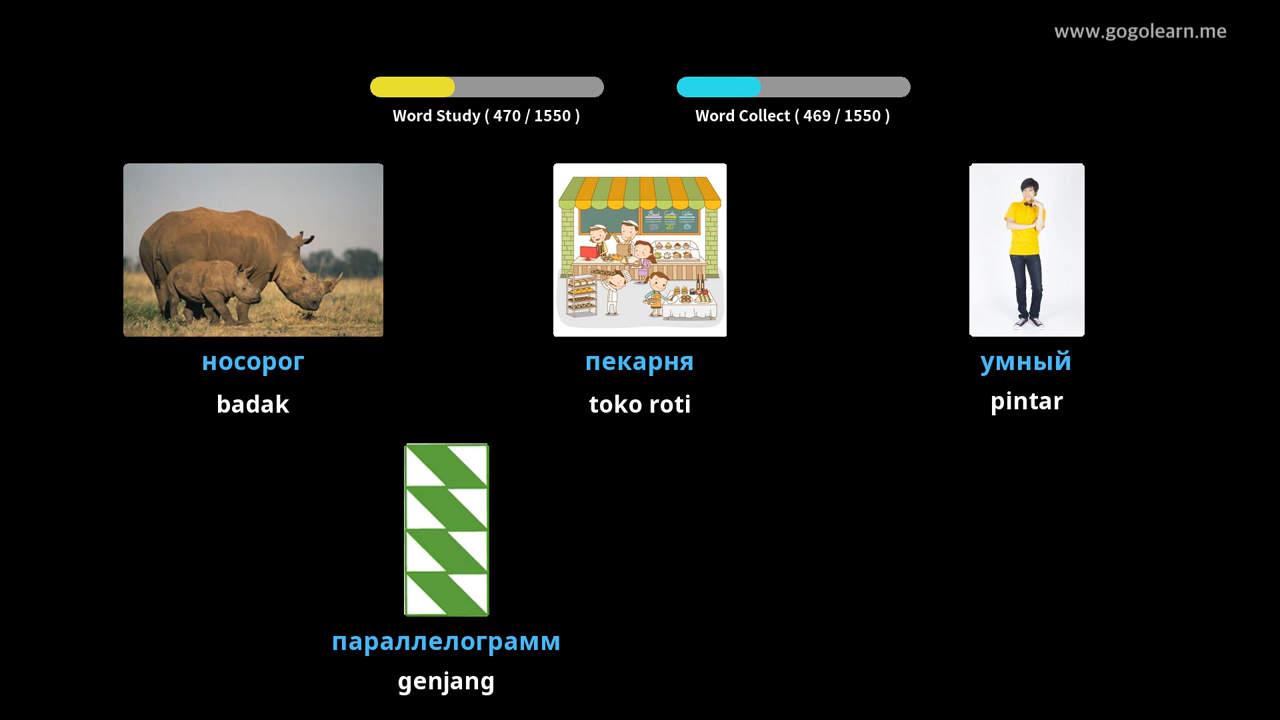 www.gogolearn.me
Word Study ( 470 / 1550 )
Word Collect ( 469 / 1550 )
носорог
badak
пекарня
toko roti
умный
pintar
параллелограмм
genjang